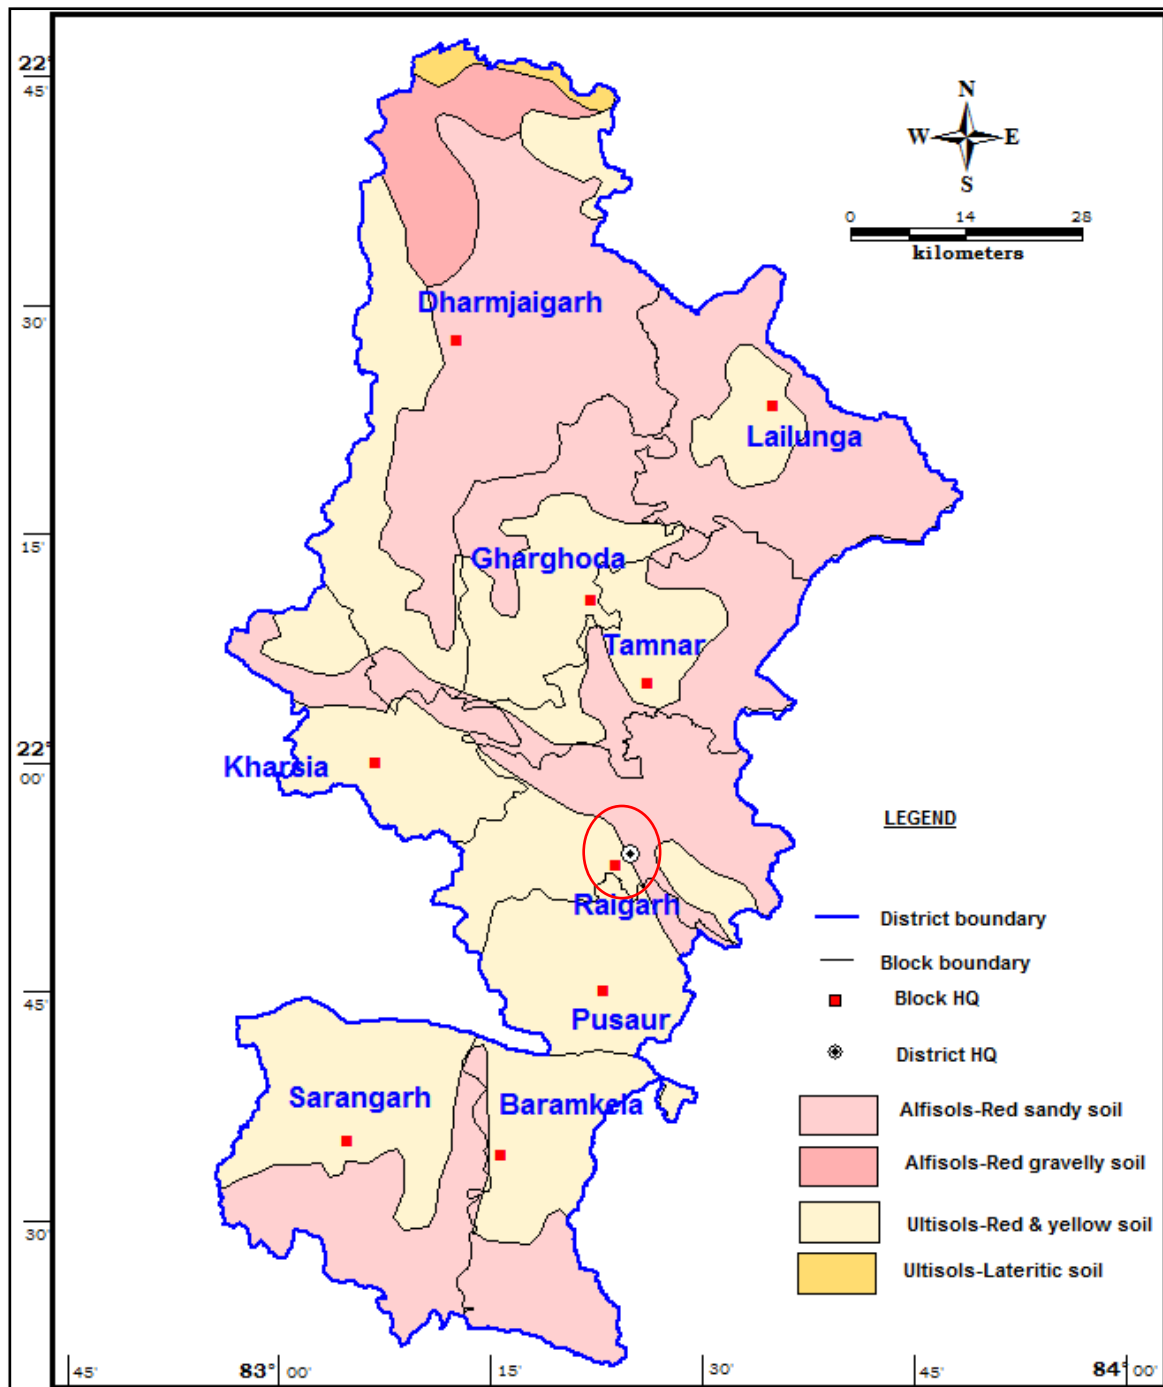 22°
45'
N
W E
S
0 14 28
kilometers
30'
Dharmjaigarh
Lailunga
15'
Gharghoda
Tamnar
22°
00'
Kharsia
LEGEND
Raigarh
District boundary
Block boundary
Block HQ
45'
Pusaur
District HQ
Sarangarh
Baramkela
Alfisols-Red sandy soil
Alfisols-Red gravelly soil
Ultisols-Red & yellow soil
30'
Ultisols-Lateritic soil
45' 83° 00' 15' 30' 45' 84° 00'